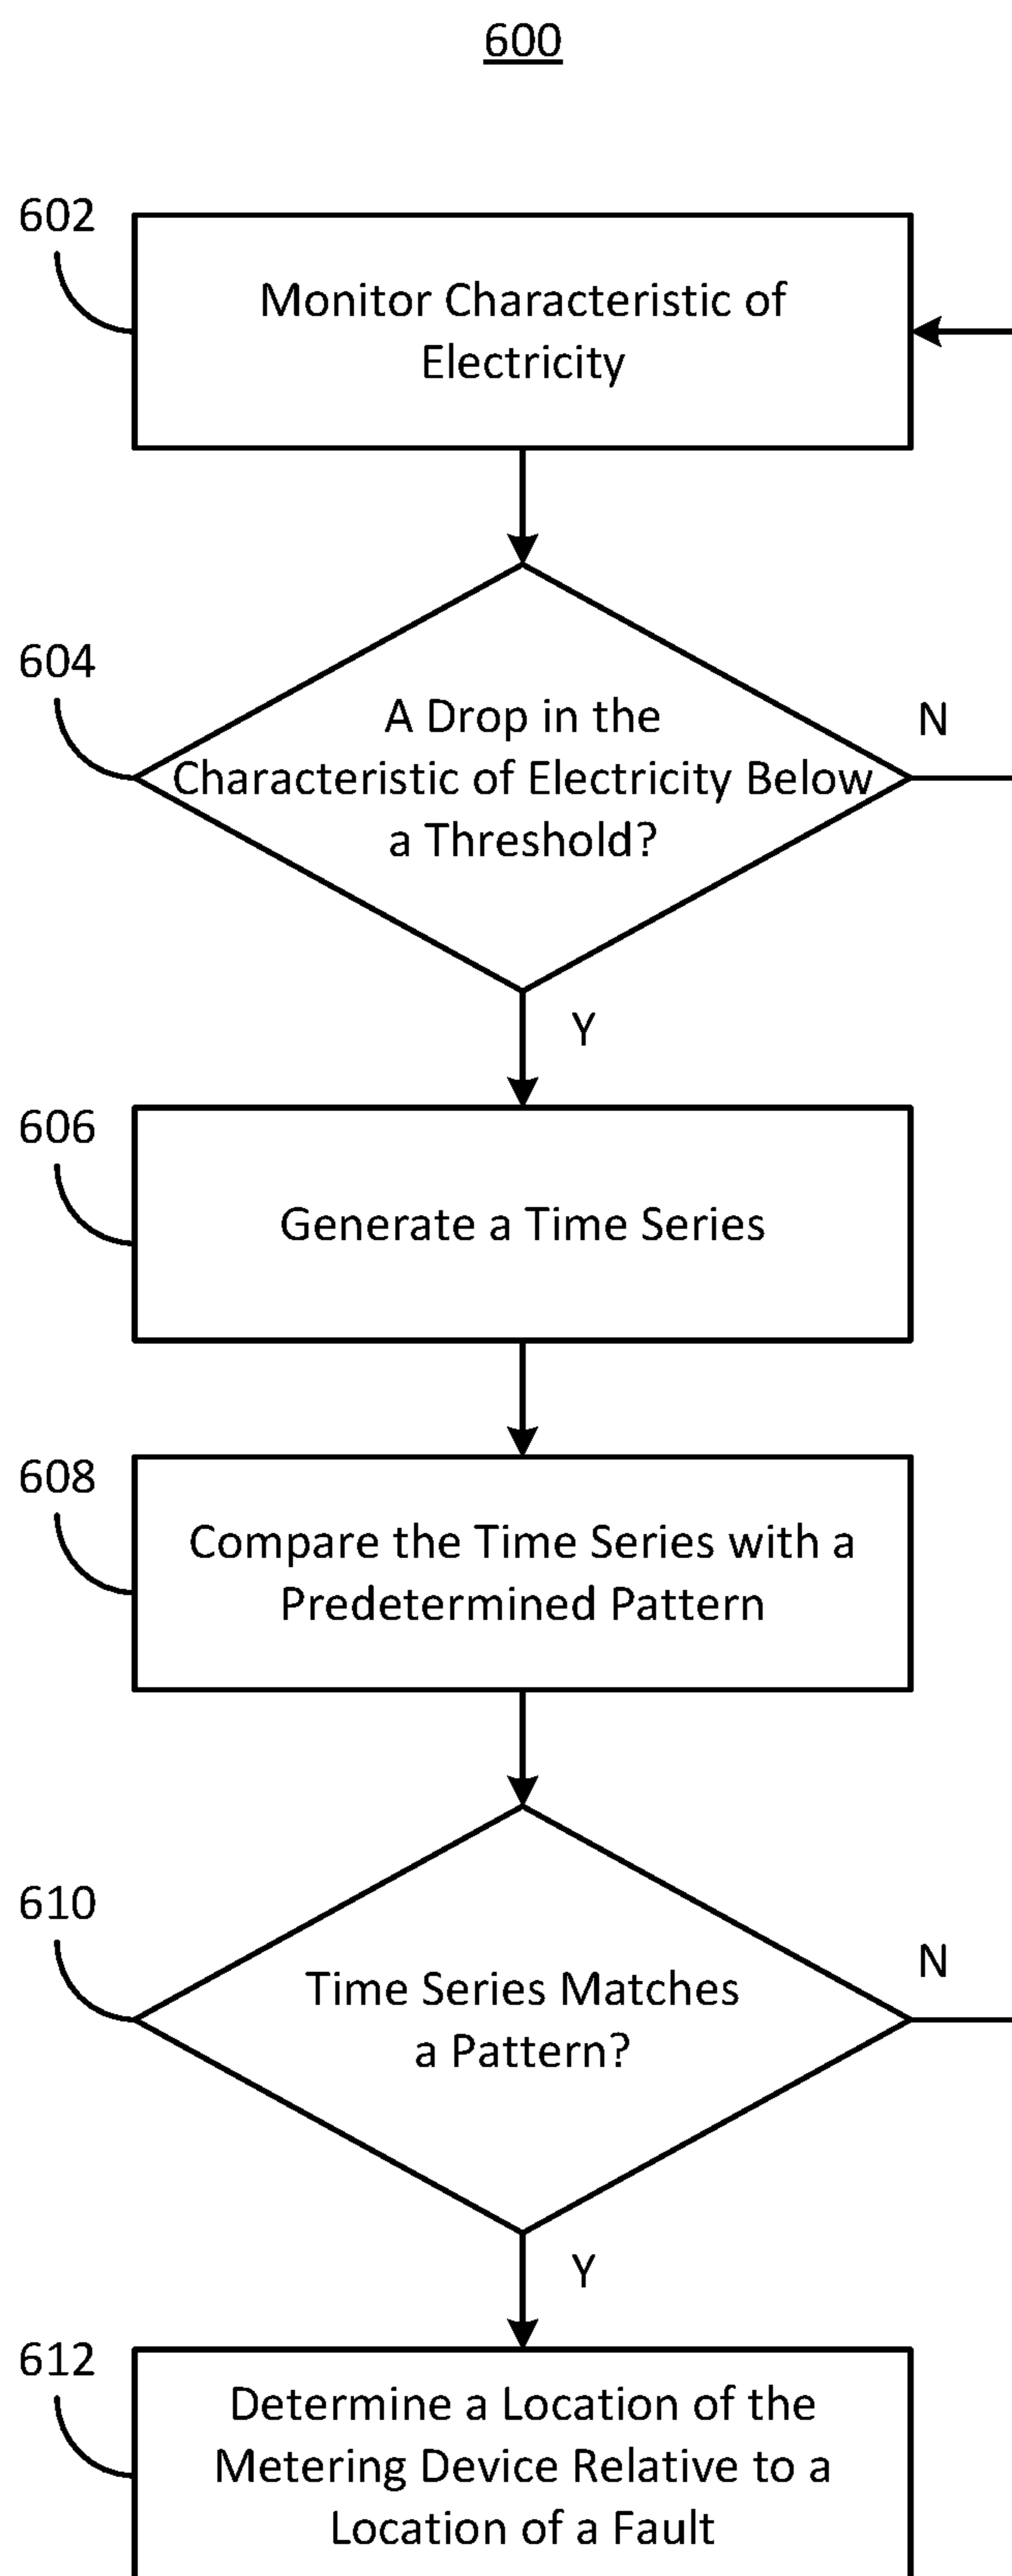 600
602
Monitor Characteristic of
Electricity
604
A Drop in the
Characteristic of Electricity Below
a Threshold?
N
Y
606
Generate a Time Series
608
Compare the Time Series with a
Predetermined Pattern
610
Time Series Matches
a Pattern?
N
Y
612
Determine a Location of the
Metering Device Relative to a
Location of a Fault